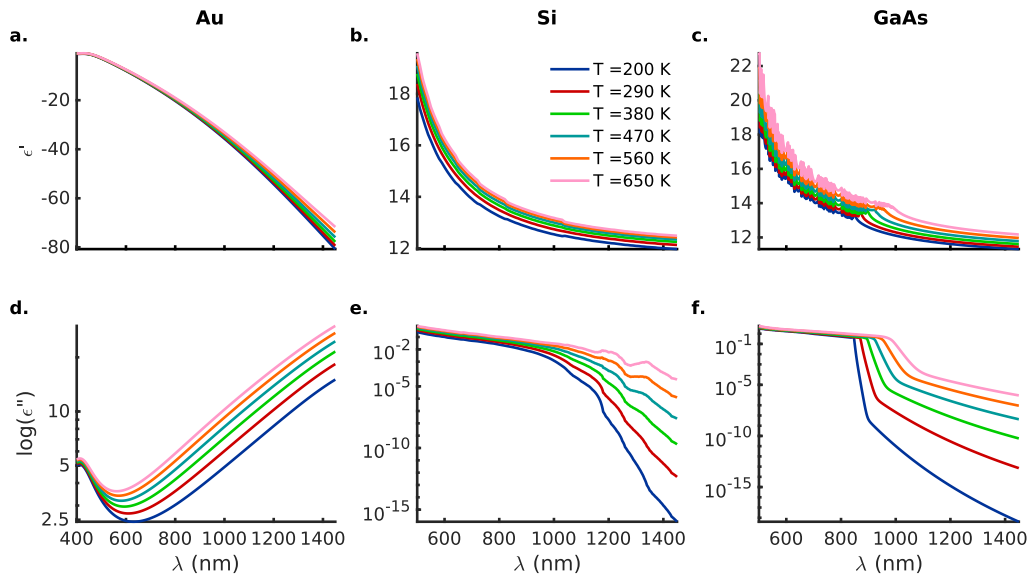 Au
Si
GaAs
a.
b.
c.
T =200 K
T =290 K
T =380 K
T =470 K
T =560 K
T =650 K
ϵ'
-20
-40
-60
-80
18
16
14
12
22
20
18
16
14
12
d.
e.
f.
log(ϵ'')
10
5
2.5
10⁻²
10⁻⁵
10⁻¹⁰
10⁻¹⁵
10⁻¹
10⁻⁵
10⁻¹⁰
10⁻¹⁵
400 600 800 1000 1200 1400
600 800 1000 1200 1400
600 800 1000 1200 1400
λ (nm)
λ (nm)
λ (nm)